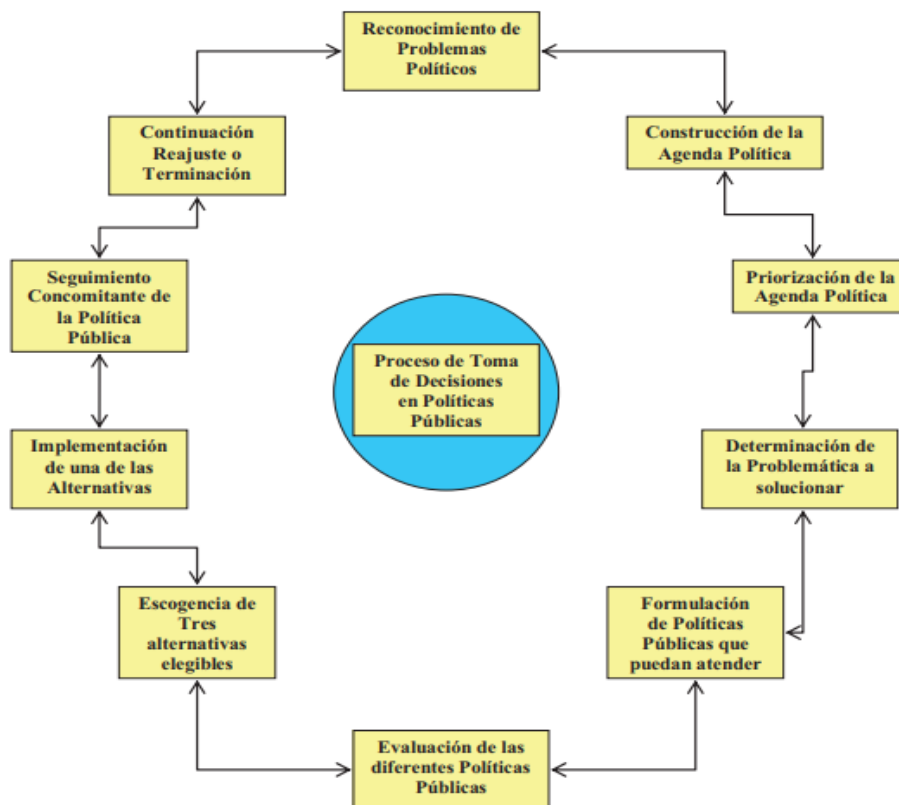 Reconocimiento de
Problemas
Políticos
Construcción de la
Agenda Política
Priorización de la
Agenda Política
Determinación de
la Problemática a
solucionar
Formulación
de Políticas
Públicas que
puedan atender
Evaluación de las
diferentes Políticas
Públicas
Escogencia de
Tres
alternativas
elegibles
Implementación
de una de las
Alternativas
Seguimiento
Concomitante de
la Política
Pública
Continuación
Reajuste o
Terminación
Proceso de Toma
de Decisiones
en Políticas
Públicas